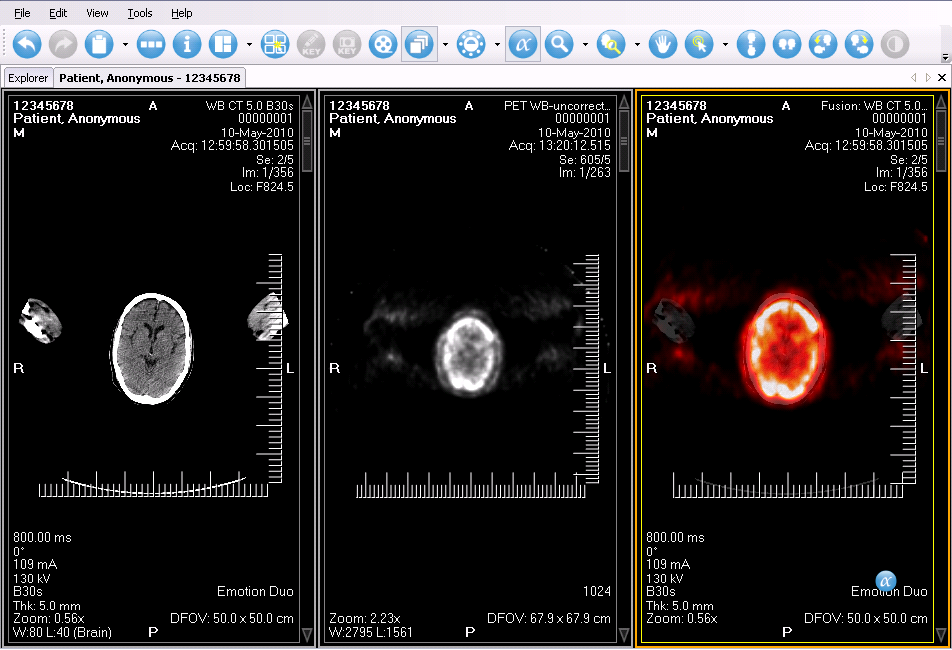 File Edit View Tools Help
KEY KEY α
Explorer Patient, Anonymous - 12345678
12345678 A WB CT 5.0 B30s
Patient, Anonymous 00000001
M 10-May-2010
Acq: 12:59:58.301505
Se: 2/5
Im: 1/356
Loc: F824.5
R L
800.00 ms
0°
109 mA
130 kV
B30s Emotion Duo
Thk: 5.0 mm
Zoom: 0.56x DFOV: 50.0 x 50.0 cm
W:80 L:40 (Brain) P
12345678 A PET WB-uncorrect...
Patient, Anonymous 00000001
M 10-May-2010
Acq: 13:20:12.515
Se: 605/5
Im: 1/263
R L
1024
Zoom: 2.23x DFOV: 67.9 x 67.9 cm
W:2795 L:1561 P
12345678 A Fusion: WB CT 5.0...
Patient, Anonymous 00000001
M 10-May-2010
Acq: 12:59:58.301505
Se: 2/5
Im: 1/356
Loc: F824.5
R L
800.00 ms
0°
109 mA
130 kV α
B30s Emotion Duo
Thk: 5.0 mm
Zoom: 0.56x DFOV: 50.0 x 50.0 cm
P